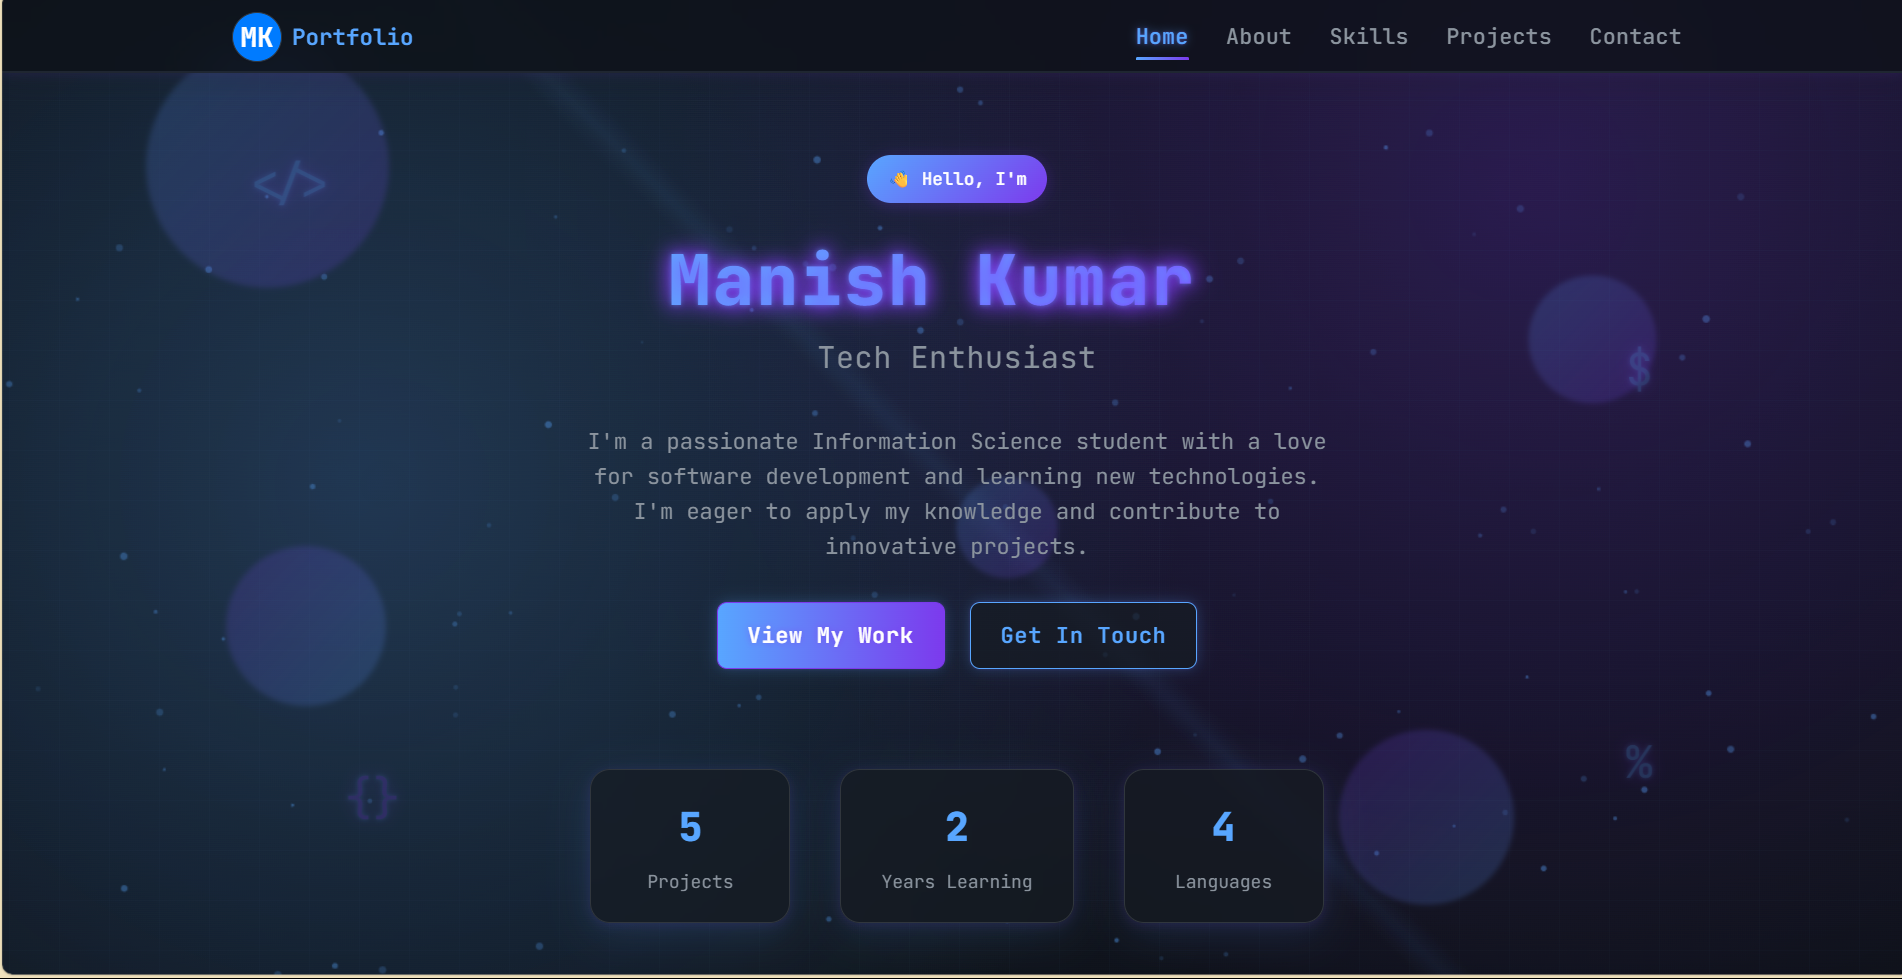 MK Portfolio
Home About Skills Projects Contact
</>
👋 Hello, I'm
Manish Kumar
Tech Enthusiast
$
I'm a passionate Information Science student with a love
for software development and learning new technologies.
I'm eager to apply my knowledge and contribute to
innovative projects.
View My Work Get In Touch
%
{}
5
Projects
2
Years Learning
4
Languages